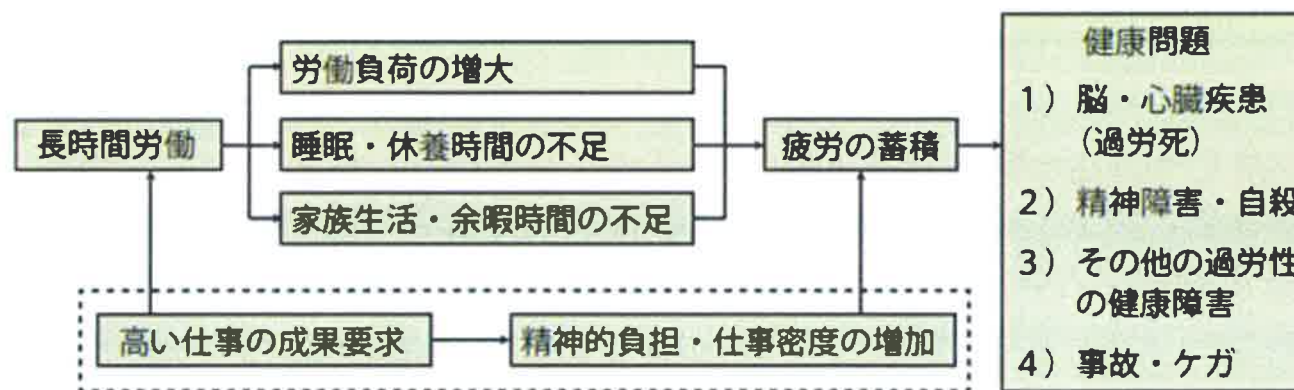 長時間労働
労働負荷の増大
睡眠・休養時間の不足
家族生活・余暇時間の不足
疲労の蓄積
高い仕事の成果要求
精神的負担・仕事密度の増加
健康問題
1）脳・心臓疾患
（過労死）
2）精神障害・自殺
3）その他の過労性
の健康障害
4）事故・ケガ